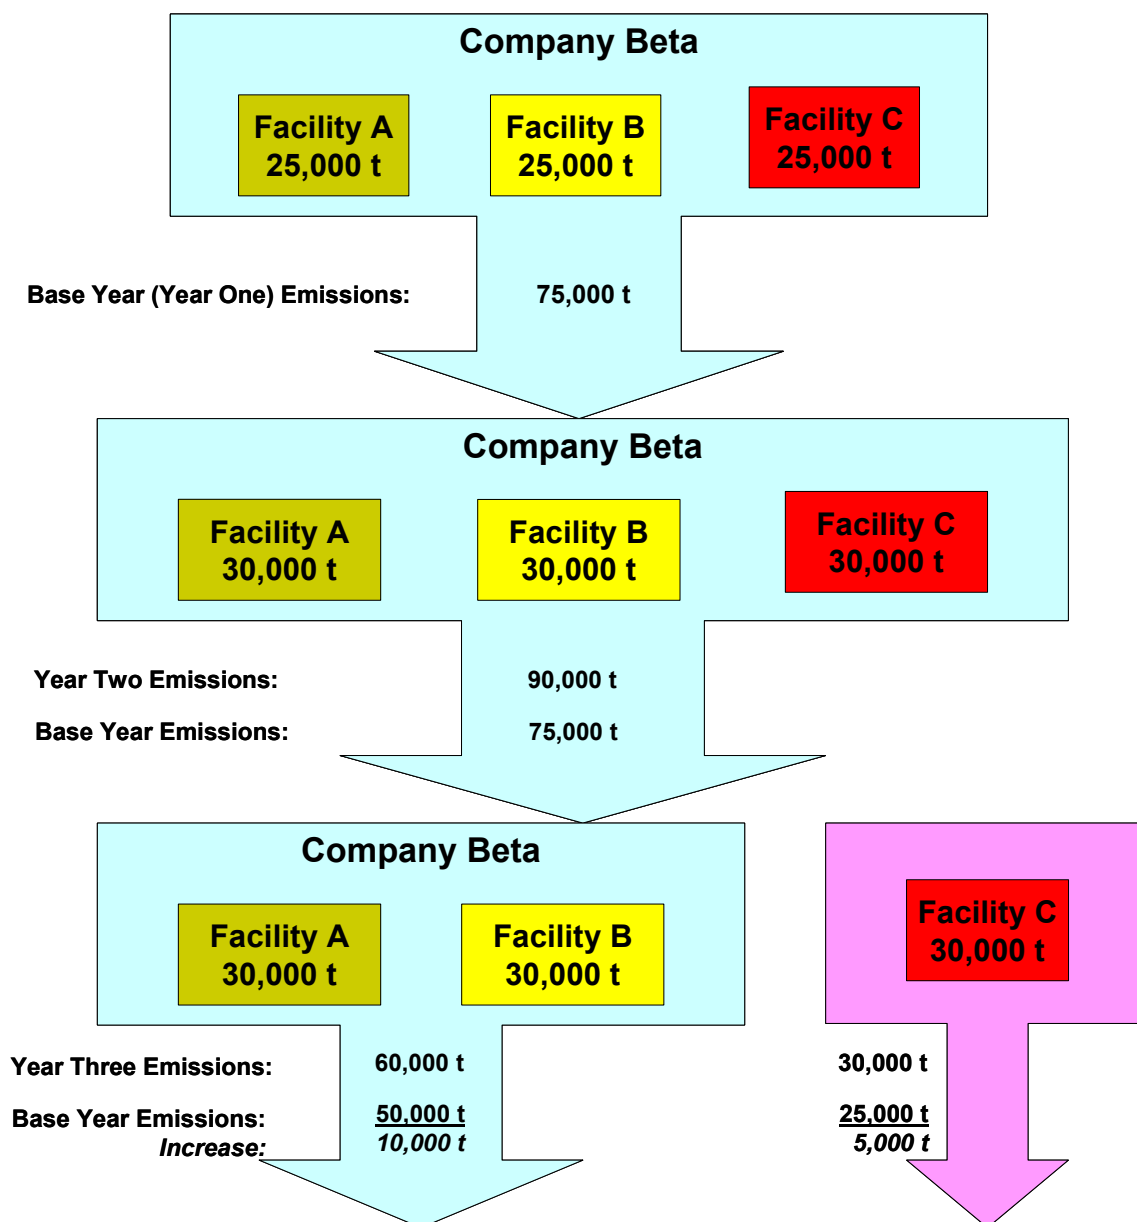 Company Beta
Facility A
25,000 t
Facility B
25,000 t
Facility C
25,000 t
Base Year (Year One) Emissions:
75,000 t
Company Beta
Facility A
30,000 t
Facility B
30,000 t
Facility C
30,000 t
Year Two Emissions:
90,000 t
Base Year Emissions:
75,000 t
Company Beta
Facility A
30,000 t
Facility B
30,000 t
Facility C
30,000 t
Year Three Emissions:
60,000 t
30,000 t
Base Year Emissions:
50,000 t
25,000 t
Increase:
10,000 t
5,000 t